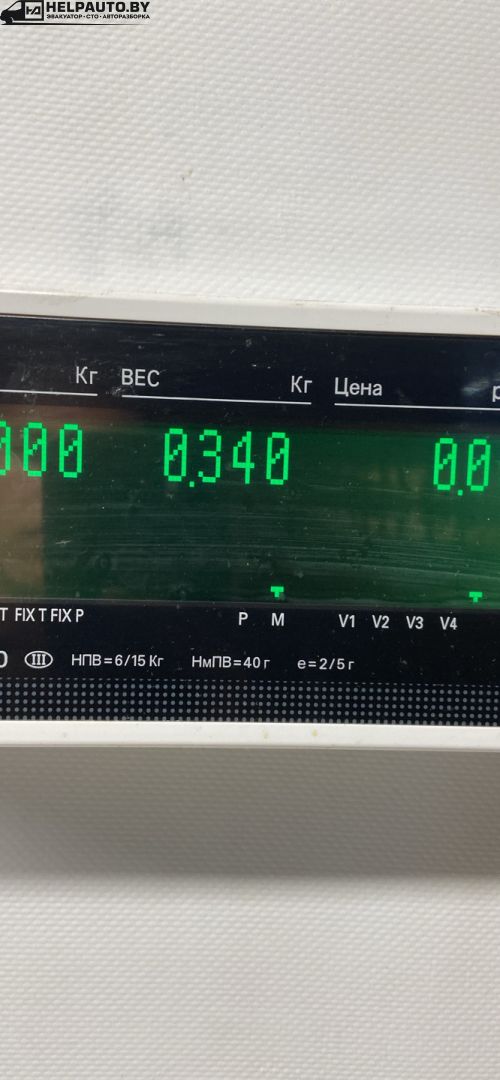 HELPAUTO.BY
ЭВАКУАТОР · СТО · АВТОРАЗБОРКА
Кг ВЕС Кг Цена
000 0.340 0.0
T FIX T FIX P P M V1 V2 V3 V4
III НПВ=6/15 Кг НмПВ=40 г e=2/5 г